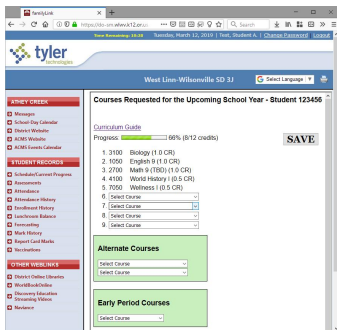 familyLink
https://do-orn.wlwv.k12.or.u
Search
Time Remaining: 19:59 Tuesday, March 12, 2019 | Test, Student A. | Change Password | Logout
tyler
technologies
West Linn-Wilsonville SD 3J
Select Language
ATHEY CREEK
Messages
School-Day Calendar
District Website
ACMS Website
ACMS Events Calendar
STUDENT RECORDS
Schedule/Current Progress
Assessments
Attendance
Attendance History
Enrollment History
Lunchroom Balance
Forecasting
Mark History
Report Card Marks
Vaccinations
OTHER WEBLINKS
District Online Libraries
WorldBookOnline
Discovery Education
Streaming Videos
Naviance
Courses Requested for the Upcoming School Year - Student 123456
Curriculum Guide
Progress: 66% (8/12 credits)
SAVE
1. 3100 Biology (1.0 CR)
2. 1050 English 9 (1.0 CR)
3. 2700 Math 9 (TBD) (1.0 CR)
4. 4100 World History I (0.5 CR)
5. 7050 Wellness I (0.5 CR)
6. Select Course
7. Select Course
8. Select Course
9. Select Course
Alternate Courses
Select Course
Select Course
Early Period Courses
Select Course